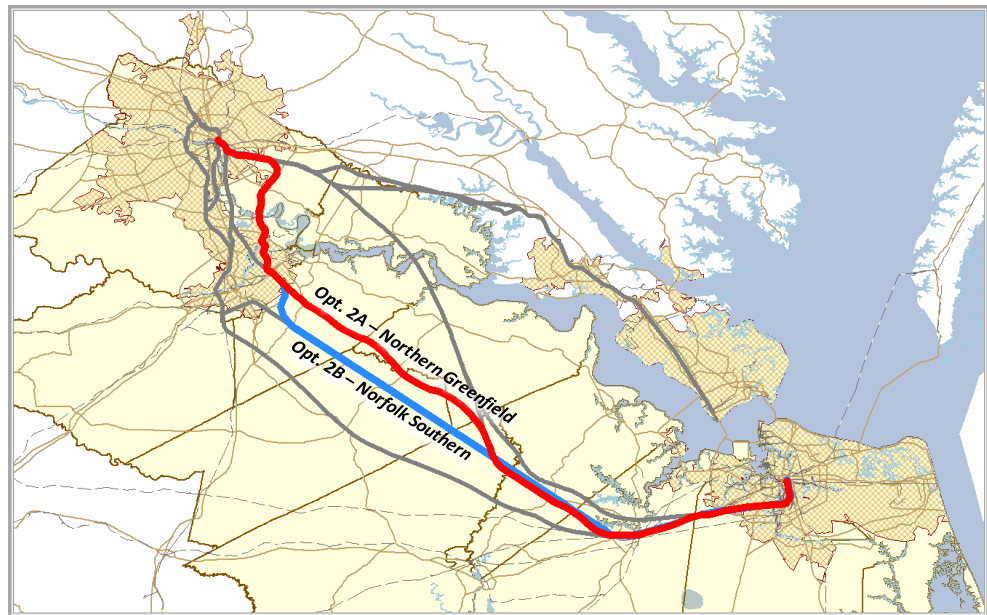 Opt. 2A – Northern Greenfield
Opt. 2B – Norfolk Southern